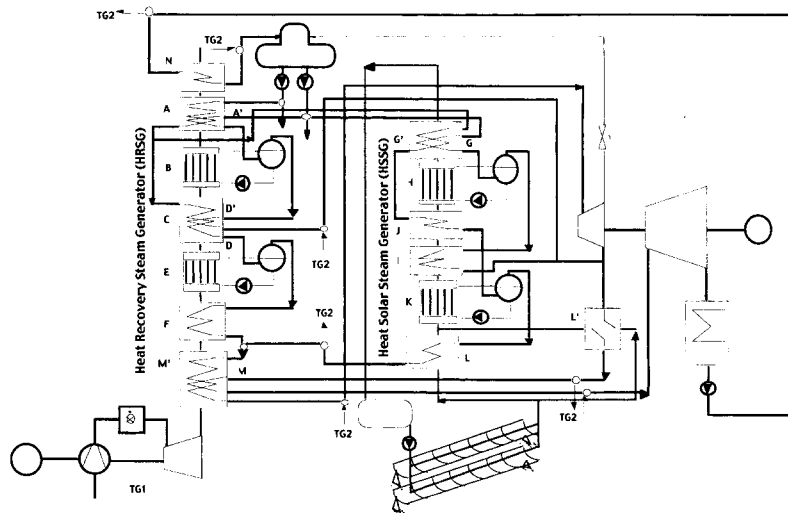 TG2
TG2
N
A
A'
B
C
D'
D
E
F
M'
M
Heat Recovery Steam Generator (HRSG)
TG1
TG2
TG2
TG2
Heat Solar Steam Generator (HSSG)
G'
G
H
J
I
K
L
L'
TG2